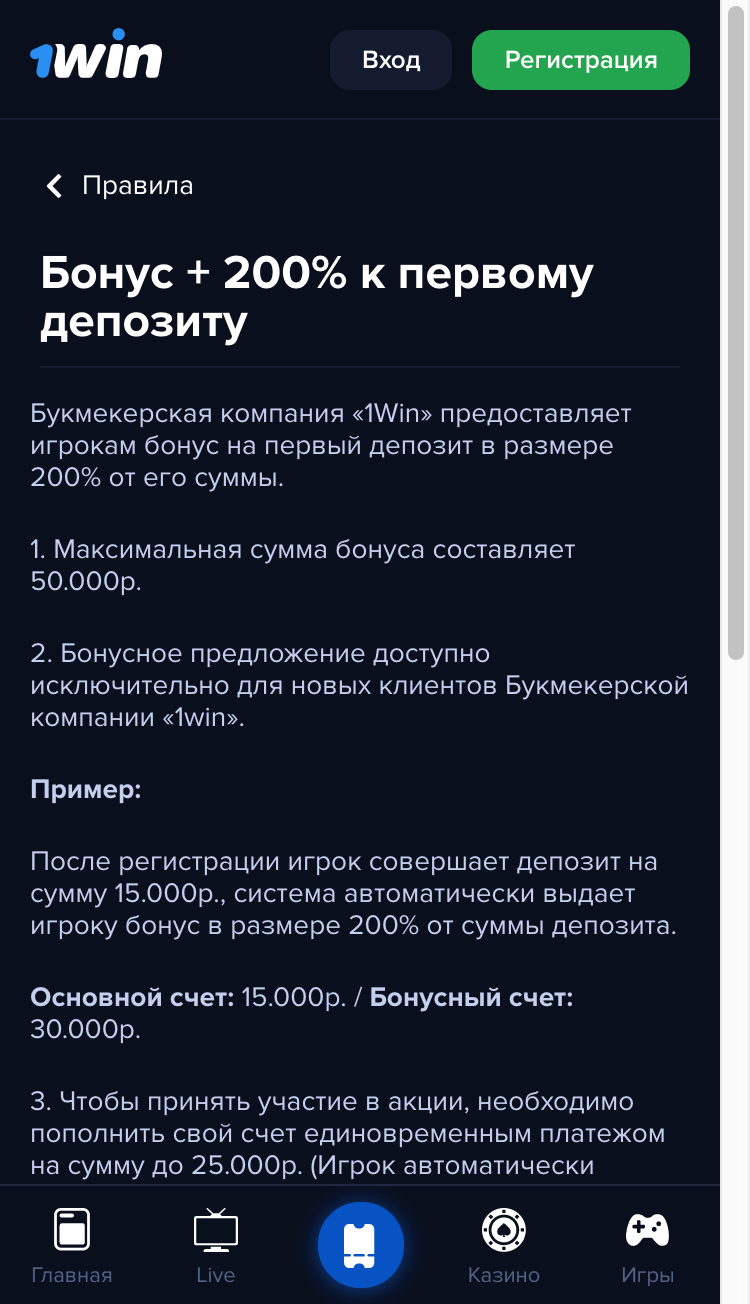 1win
Вход
Регистрация
Правила
Бонус + 200% к первому
депозиту
Букмекерская компания «1Win» предоставляет
игрокам бонус на первый депозит в размере
200% от его суммы.
1. Максимальная сумма бонуса составляет
50.000р.
2. Бонусное предложение доступно
исключительно для новых клиентов Букмекерской
компании «1win».
Пример:
После регистрации игрок совершает депозит на
сумму 15.000р., система автоматически выдает
игроку бонус в размере 200% от суммы депозита.
Основной счет: 15.000р. / Бонусный счет:
30.000р.
3. Чтобы принять участие в акции, необходимо
пополнить свой счет единовременным платежом
на сумму до 25.000р. (Игрок автоматически
Главная
Live
Казино
Игры